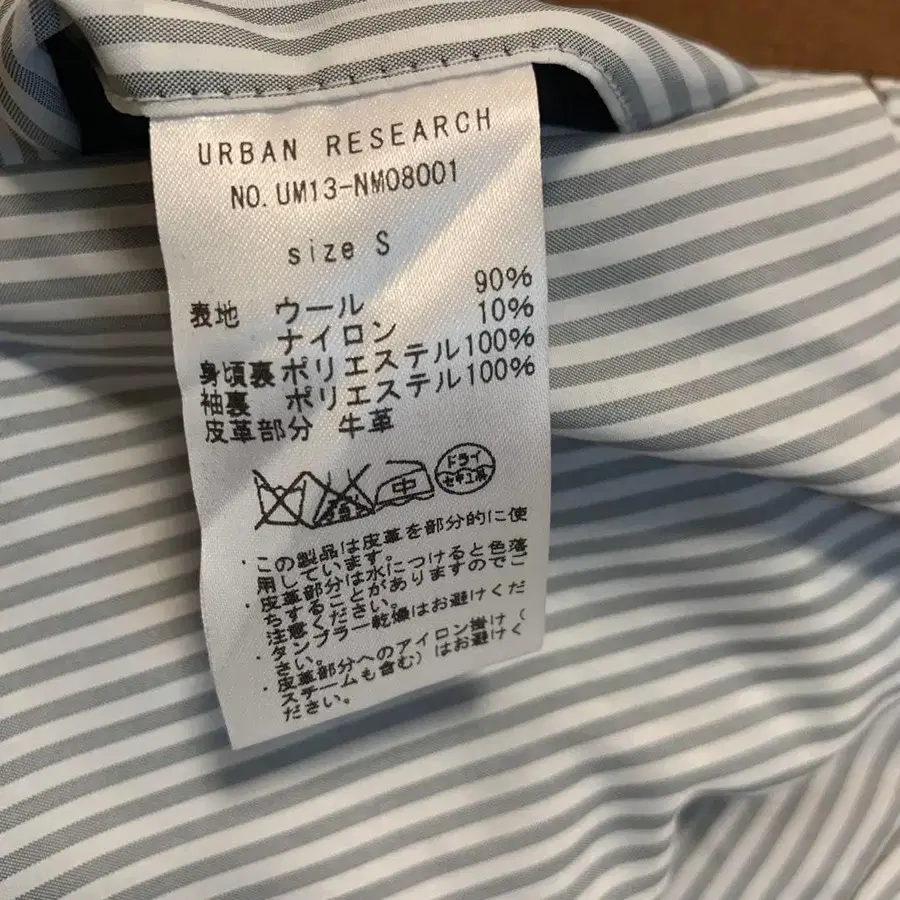 URBAN RESEARCH
NO. UM13-NM08001
size S
表地 ウール 90%
ナイロン 10%
身頃裏 ポリエステル 100%
袖裏 ポリエステル 100%
皮革部分 牛革
中
ドライ
セキユ系
・この製品は皮革を部分的に使
用しています。
・皮革部分は水につけると色落
ちすることがありますのでご
注意ください。
・タンブラー乾燥はお避けくだ
さい。
・皮革部分へのアイロン掛け(
スチームも含む)はお避けく
ださい。